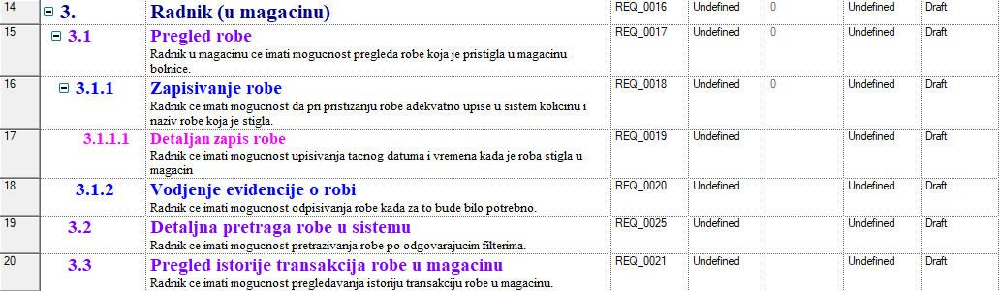 14 3. Radnik (u magacinu) REQ_0016 Undefined 0 Undefined Draft
15 3.1 Pregled robe REQ_0017 Undefined 0 Undefined Draft
Radnik u magacinu ce imati mogucnost pregleda robe koja je pristigla u magacinu
bolnice.
16 3.1.1 Zapisivanje robe REQ_0018 Undefined 0 Undefined Draft
Radnik ce imati mogucnost da pri pristizanju robe adekvatno upise u sistem kolicinu i
naziv robe koja je stigla.
17 3.1.1.1 Detaljan zapis robe REQ_0019 Undefined Undefined Draft
Radnik ce imati mogucnost upisivanja tacnog datuma i vremena kada je roba stigla u
magacin
18 3.1.2 Vodjenje evidencije o robi REQ_0020 Undefined Undefined Draft
Radnik ce imati mogucnost odpisivanja robe kada za to bude bilo potrebno.
19 3.2 Detaljna pretraga robe u sistemu REQ_0025 Undefined Undefined Draft
Radnik ce imati mogucnost pretrazivanja robe po odgovarajucim filterima.
20 3.3 Pregled istorije transakcija robe u magacinu REQ_0021 Undefined Undefined Draft
Radnik ce imati mogucnost pregledavanja istoriju transakciju robe u magacinu.